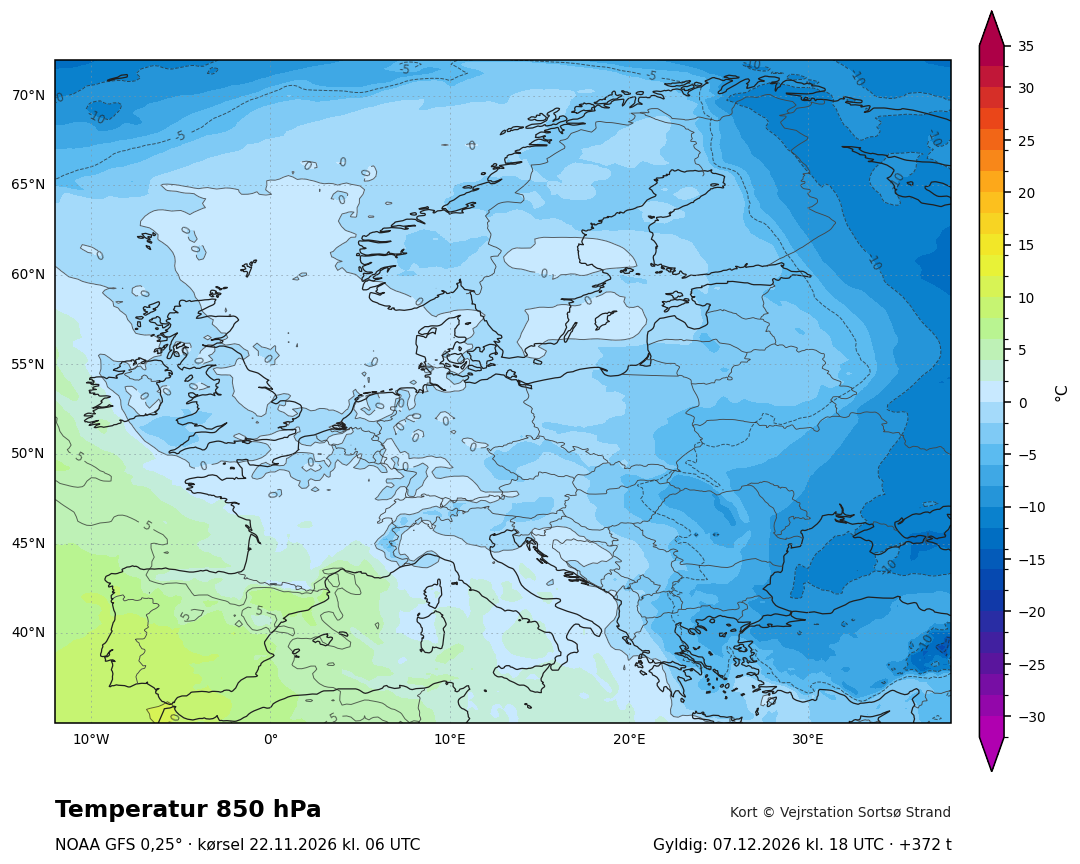 70°N
65°N
60°N
55°N
50°N
45°N
40°N
10°W 0° 10°E 20°E 30°E
35
30
25
20
15
10
5
0
−5
−10
−15
−20
−25
−30
°C
Temperatur 850 hPa
Kort © Vejrstation Sortsø Strand
NOAA GFS 0,25° · kørsel 22.11.2026 kl. 06 UTC
Gyldig: 07.12.2026 kl. 18 UTC · +372 t